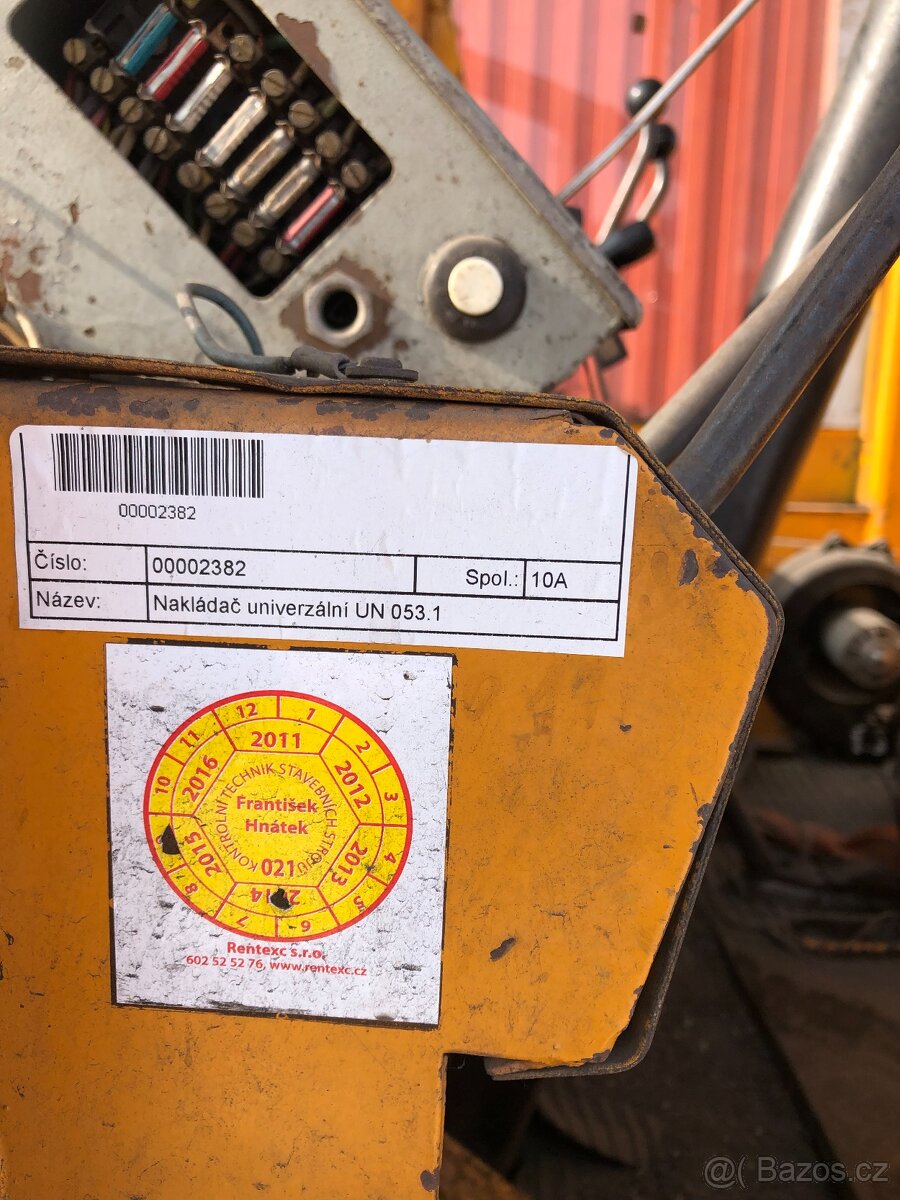 00002382
Číslo: 00002382 Spol.: 10A
Název: Nakládač univerzální UN 053.1
12 1 2 3 4 5 6 7 8 10 11
2011 2012 2013 2014 2015 2016
KONTROLNÍ TECHNIK STAVEBNÍCH STROJŮ
František
Hnátek
021
Rentexc s.r.o.
602 52 52 76, www.rentexc.cz
@( Bazos.cz